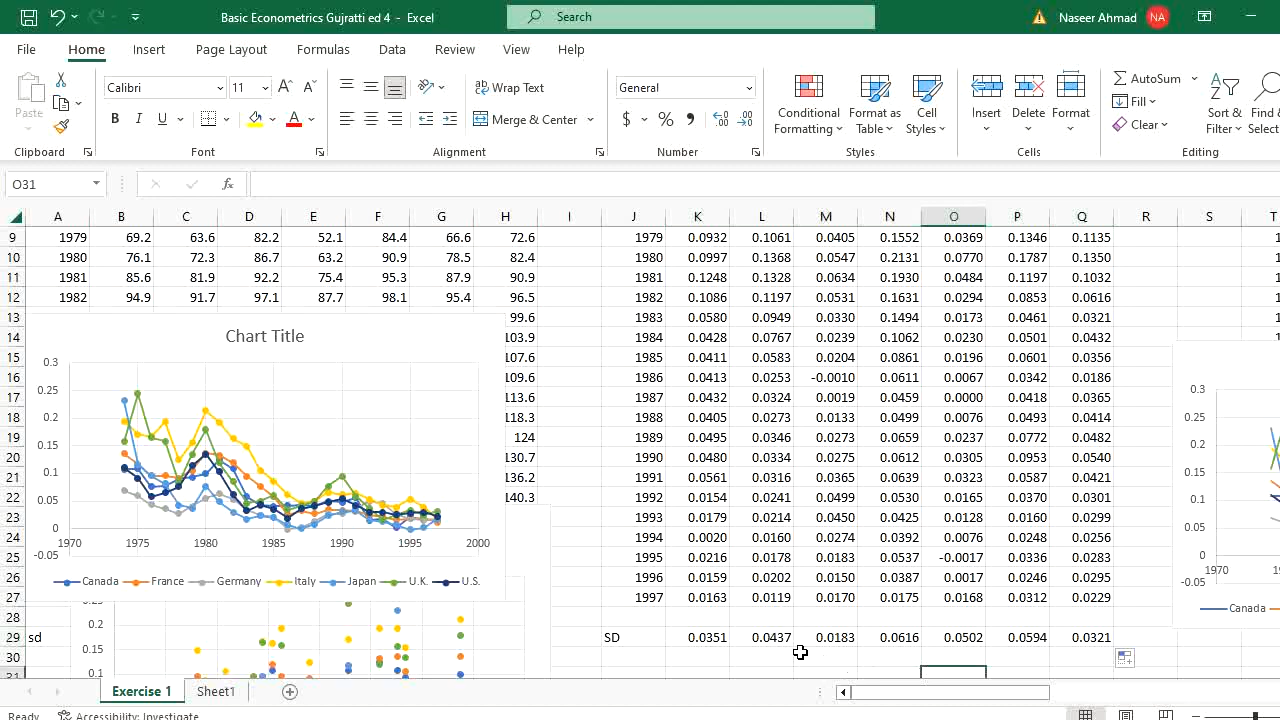 Basic Econometrics Gujratti ed 4 - Excel
Search
Naseer Ahmad NA
File Home Insert Page Layout Formulas Data Review View Help
Paste
Calibri 11
Wrap Text
Merge & Center
General
Conditional Formatting
Format as Table
Cell Styles
Insert Delete Format
AutoSum
Fill
Clear
Sort & Filter
Find &
Clipboard Font Alignment Number Styles Cells Editing
O31 fx
A B C D E F G H I J K L M N O P Q R S T
9 1979 69.2 63.6 82.2 52.1 84.4 66.6 72.6 1979 0.0932 0.1061 0.0405 0.1552 0.0369 0.1346 0.1135
10 1980 76.1 72.3 86.7 63.2 90.9 78.5 82.4 1980 0.0997 0.1368 0.0547 0.2131 0.0770 0.1787 0.1350
11 1981 85.6 81.9 92.2 75.4 95.3 87.9 90.9 1981 0.1248 0.1328 0.0634 0.1930 0.0484 0.1197 0.1032
12 1982 94.9 91.7 97.1 87.7 98.1 95.4 96.5 1982 0.1086 0.1197 0.0531 0.1631 0.0294 0.0853 0.0616
13 99.6 1983 0.0580 0.0949 0.0330 0.1494 0.0173 0.0461 0.0321
14 103.9 1984 0.0428 0.0767 0.0239 0.1062 0.0230 0.0501 0.0432
15 107.6 1985 0.0411 0.0583 0.0204 0.0861 0.0196 0.0601 0.0356
16 109.6 1986 0.0413 0.0253 -0.0010 0.0611 0.0067 0.0342 0.0186
17 113.6 1987 0.0432 0.0324 0.0019 0.0459 0.0000 0.0418 0.0365
18 118.3 1988 0.0405 0.0273 0.0133 0.0499 0.0076 0.0493 0.0414
19 124 1989 0.0495 0.0346 0.0273 0.0659 0.0237 0.0772 0.0482
20 130.7 1990 0.0480 0.0334 0.0275 0.0612 0.0305 0.0953 0.0540
21 136.2 1991 0.0561 0.0316 0.0365 0.0639 0.0323 0.0587 0.0421
22 140.3 1992 0.0154 0.0241 0.0499 0.0530 0.0165
23 1993 0.0179 0.0214 0.0450 0.0425 0.0128 0.0160 0.0299
24 1994 0.0020 0.0160 0.0274 0.0392 0.0076 0.0248 0.0256
25 1995 0.0216 0.0178 0.0183 0.0537 -0.0017 0.0336 0.0283
26 1996 0.0159 0.0202 0.0150 0.0387 0.0017 0.0246 0.0295
27 1997 0.0163 0.0119 0.0170 0.0175 0.0168 0.0312 0.0229
28
29 sd SD 0.0351 0.0437 0.0183 0.0616 0.0594 0.0321
30
31
Chart Title
0.3
0.25
0.2
0.15
0.1
0.05
0
-0.05
1970 1975 1980 1985 1990 1995 2000
Canada France Germany Italy Japan U.K. U.S.
0.25
0.2
0.15
0.1
0.3
0.25
0.2
0.15
0.1
0.05
0
-0.05
1970
Canada
Exercise 1 Sheet1
Ready Accessibility: Investigate